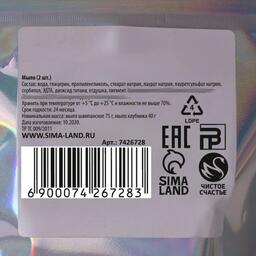 Мыло (2 шт.)
Состав: вода, глицерин, пропиленгликоль, стеарат натрия, лаурат натрия, лауретсульфат натрия,
сорбитол, ЭДТА, диоксид титана, отдушка, пигмент
Хранить при температуре от +5 °С до +25 °С и влажности не выше 70%.
Срок годности: 24 месяца.
Номинальная масса: мыло шампанское 75 г, мыло клубника 40 г
Дата изготовления: 10.2020.
ТР ТС 009/2011
WWW.SIMA-LAND.RU
Арт.: 7426728
6 900074 267283
4
LDPE
EAC
SIMA
LAND
ЧИСТОЕ
СЧАСТЬЕ